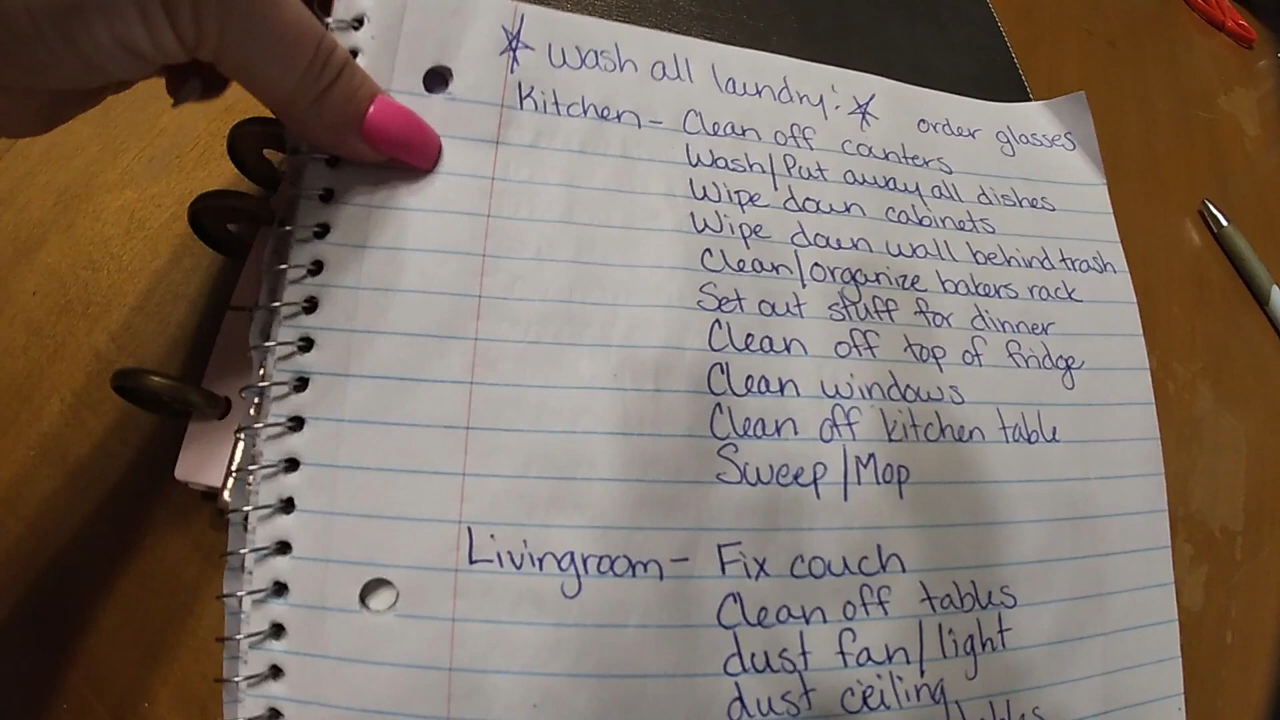 * Wash all laundry: *
order glasses
Kitchen - Clean off counters
Wash/Put away all dishes
Wipe down cabinets
Wipe down wall behind trash
Clean/organize bakers rack
Set out stuff for dinner
Clean off top of fridge
Clean windows
Clean off kitchen table
Sweep/Mop
Livingroom - Fix couch
Clean off tables
dust fan/light
dust ceiling